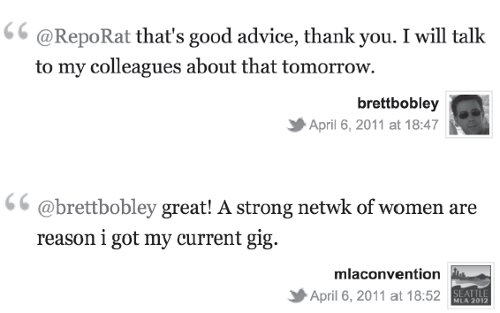 @RepoRat that's good advice, thank you. I will talk
to my colleagues about that tomorrow.
brettbobley
April 6, 2011 at 18:47
@brettbobley great! A strong netwk of women are
reason i got my current gig.
mlaconvention
April 6, 2011 at 18:52
SEATTLE
MLA 2012